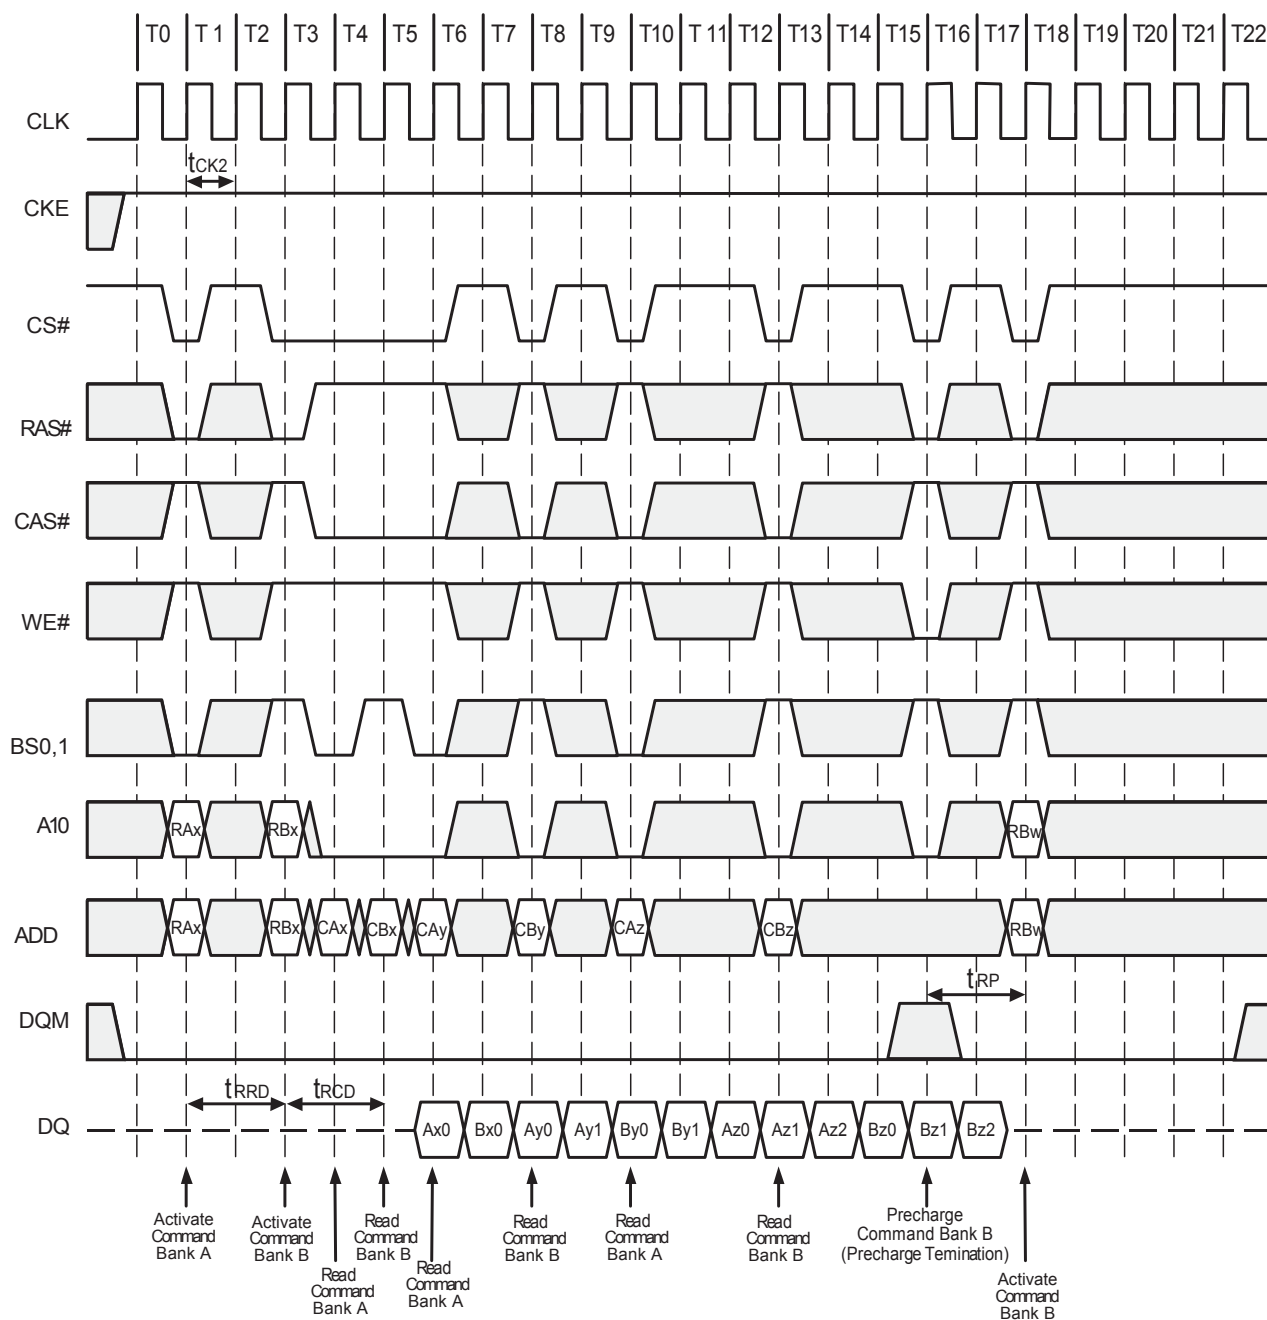 T0 T 1 T2 T3 T4 T5 T6 T7 T8 T9 T10 T 11 T12 T13 T14 T15 T16 T17 T18 T19 T20 T21 T22
CLK
tCK2
CKE
CS#
RAS#
CAS#
WE#
BS0,1
A10
RAx RBx RBw
ADD
RAx RBx CAx CBx CAy CBy CAz CBz RBw
tRP
DQM
tRRD tRCD
DQ
Ax0 Bx0 Ay0 Ay1 By0 By1 Az0 Az1 Az2 Bz0 Bz1 Bz2
Activate
Command
Bank A
Activate
Command
Bank B
Read
Command
Bank A
Read
Command
Bank B
Read
Command
Bank A
Read
Command
Bank B
Read
Command
Bank A
Read
Command
Bank B
Precharge
Command Bank B
(Precharge Temination)
Activate
Command
Bank B